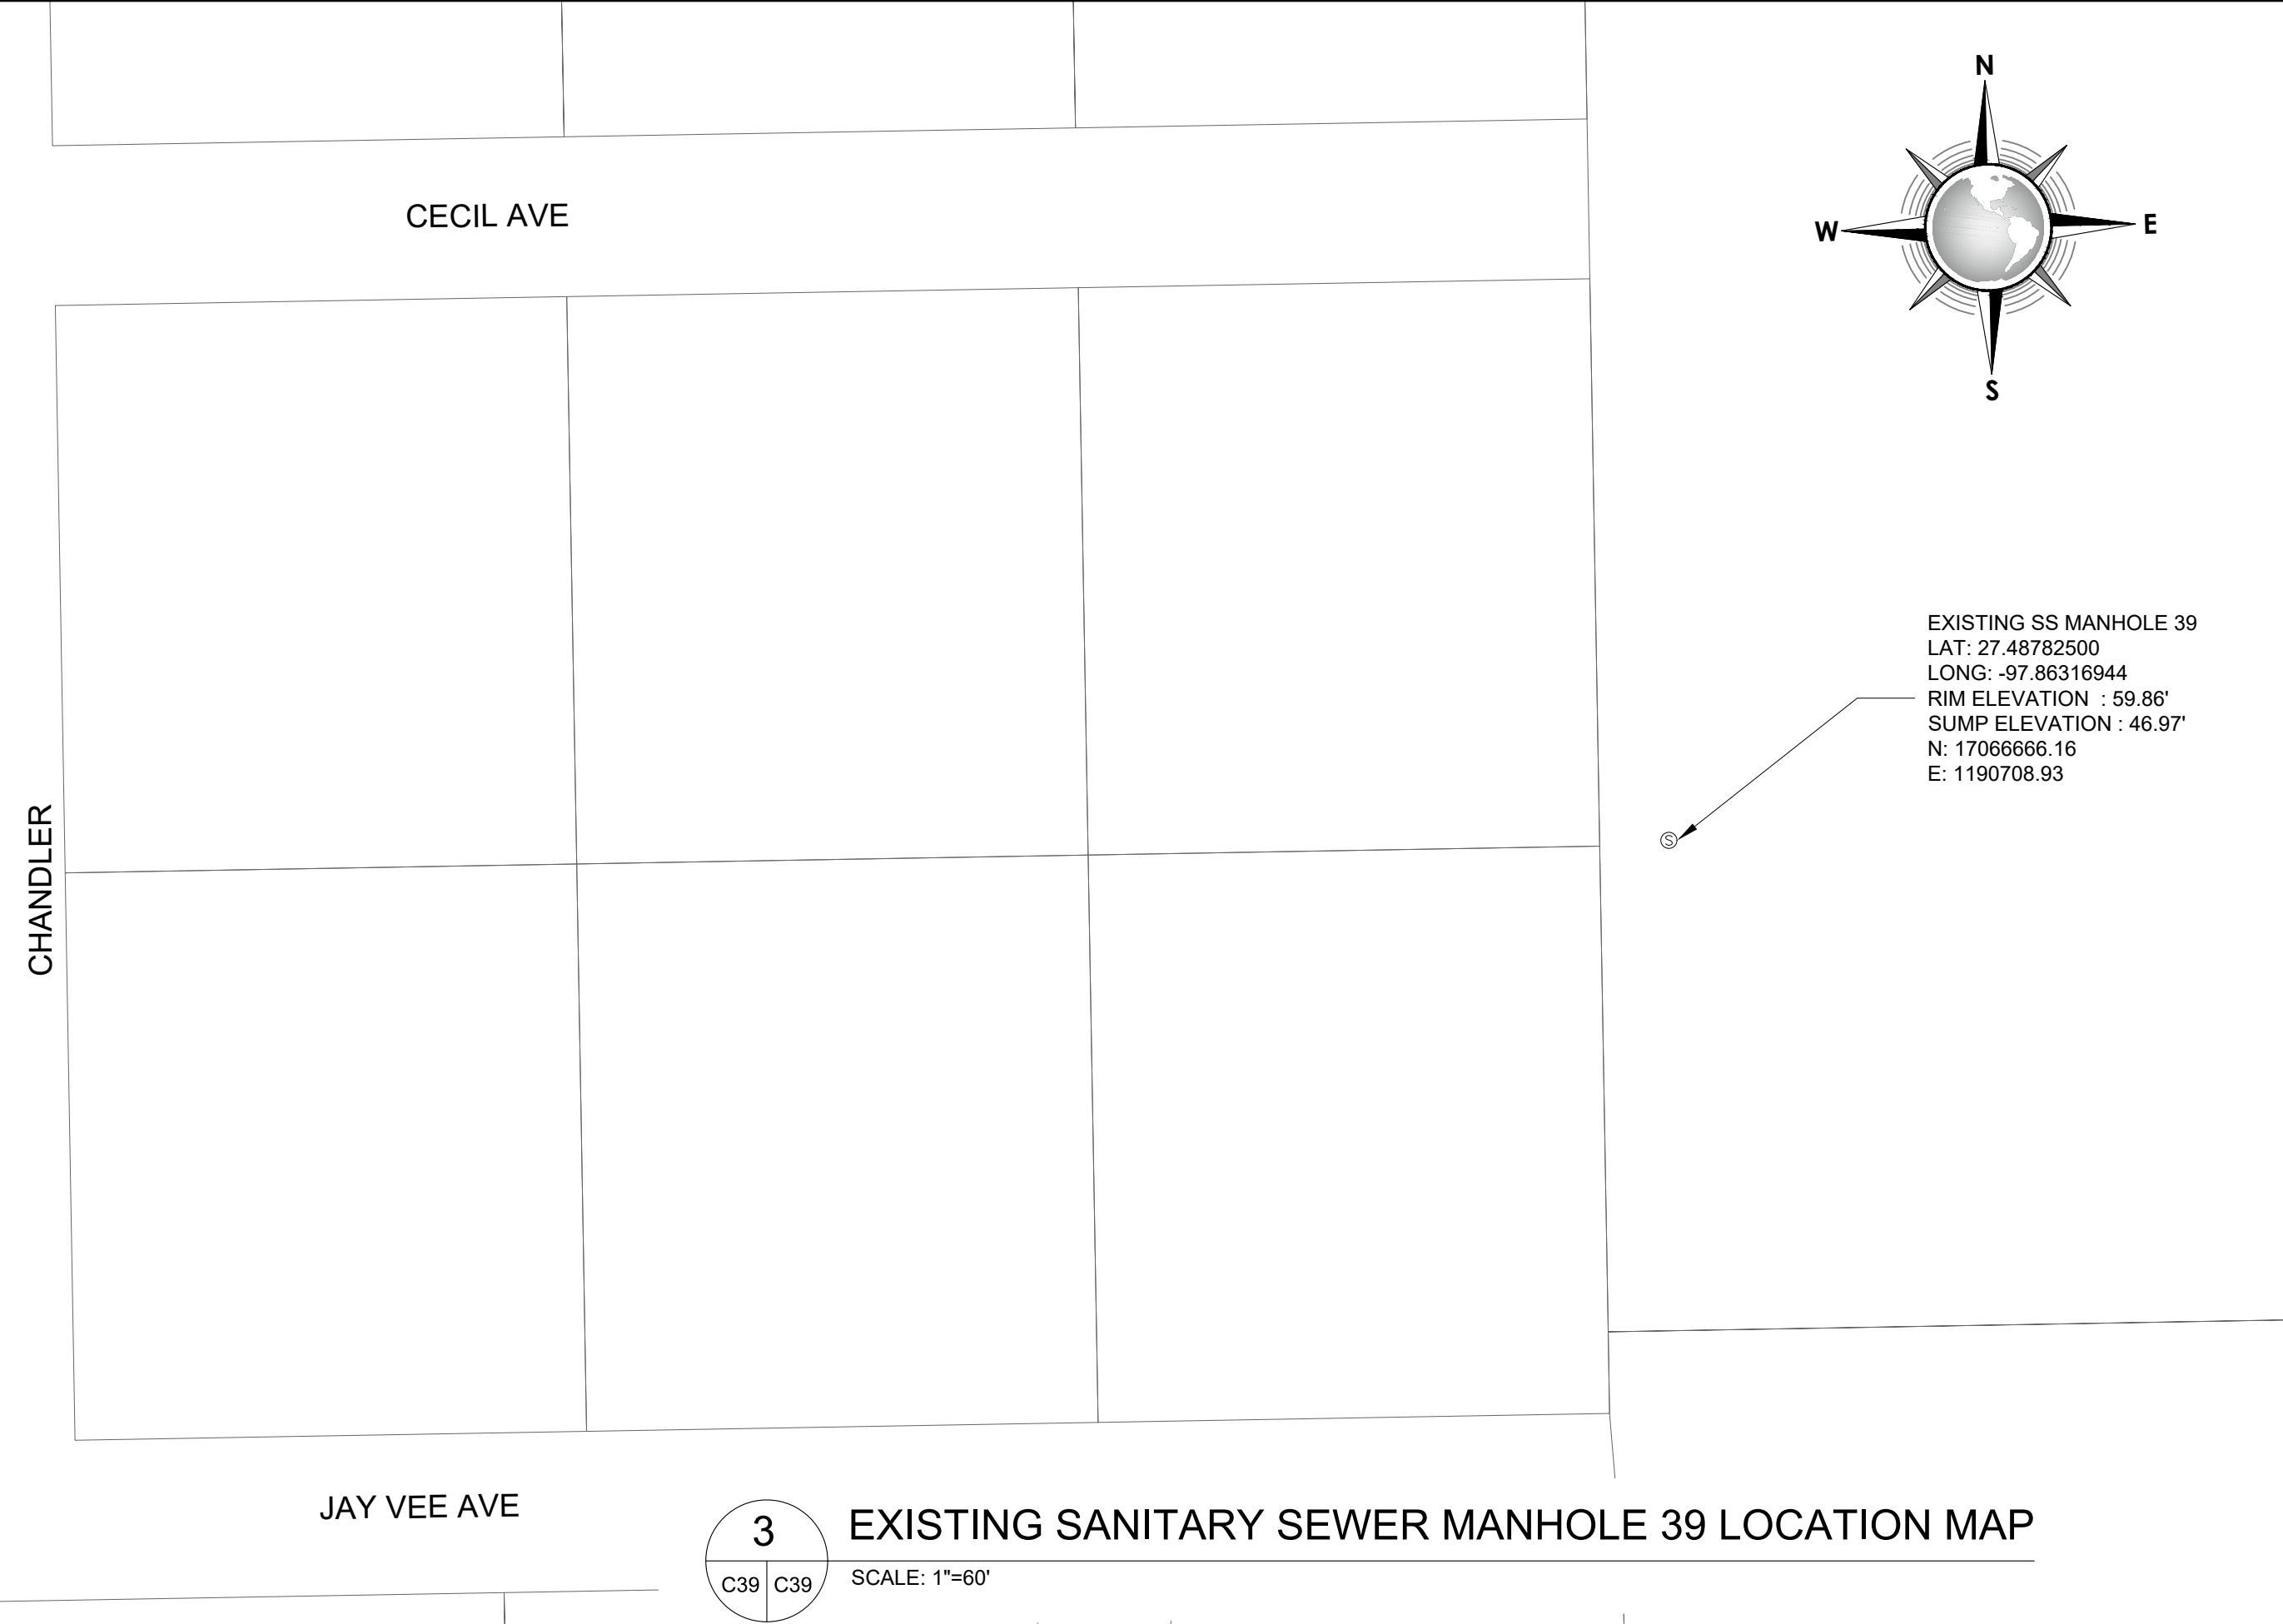 N
W
E
S
CECIL AVE
EXISTING SS MANHOLE 39
LAT: 27.48782500
LONG: -97.86316944
RIM ELEVATION : 59.86'
SUMP ELEVATION : 46.97'
N: 17066666.16
E: 1190708.93
S
CHANDLER
JAY VEE AVE
3
C39 C39
EXISTING SANITARY SEWER MANHOLE 39 LOCATION MAP
SCALE: 1"=60'